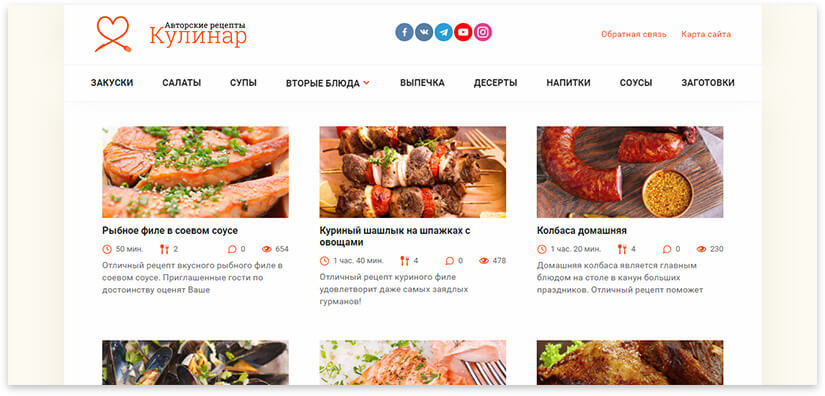 Авторские рецепты
Кулинар
Обратная связь Карта сайта
ЗАКУСКИ САЛАТЫ СУПЫ ВТОРЫЕ БЛЮДА ВЫПЕЧКА ДЕСЕРТЫ НАПИТКИ СОУСЫ ЗАГОТОВКИ
Рыбное филе в соевом соусе
50 мин. 2 0 654
Отличный рецепт вкусного рыбного филе в
соевом соусе. Приглашенные гости по
достоинству оценят Ваше
Куриный шашлык на шпажках с
овощами
1 час. 40 мин. 4 0 478
Отличный рецепт куриного филе
удовлетворит даже самых заядлых
гурманов!
Колбаса домашняя
1 час. 20 мин. 4 0 230
Домашняя колбаса является главным
блюдом на столе в канун больших
праздников. Отличный рецепт поможет